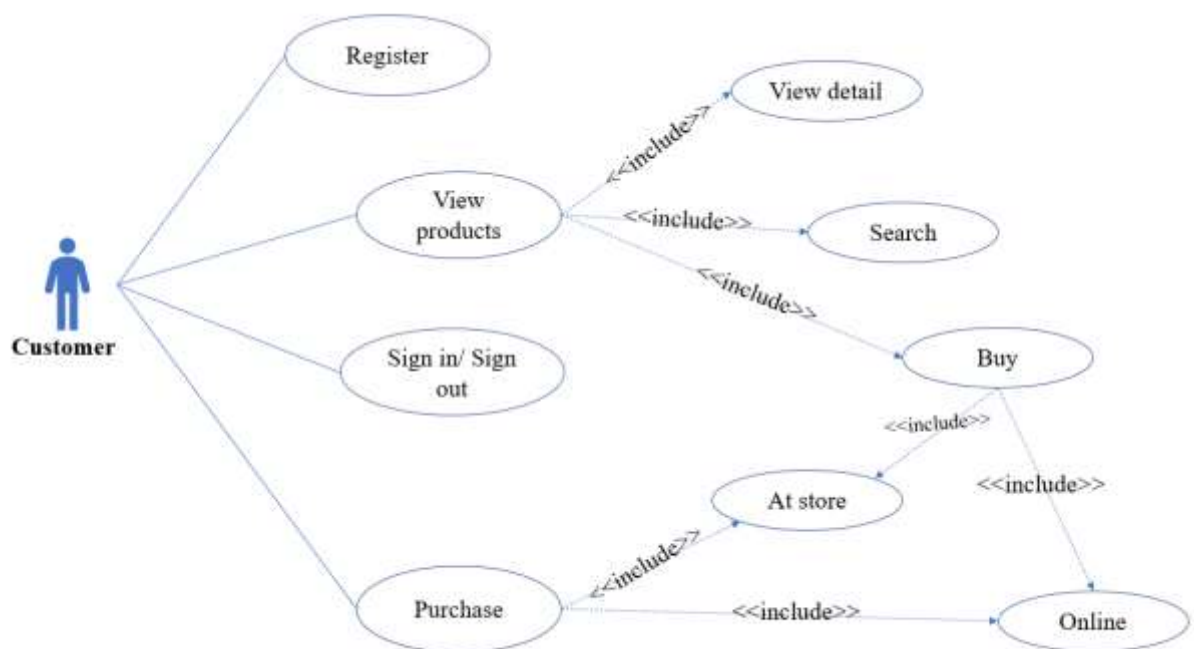 Register
View detail
<<include>>
View
products
<<include>>
Search
<<include>>
Customer
Sign in/ Sign
out
Buy
<<include>>
<<include>>
At store
<<include>>
Purchase
<<include>>
Online